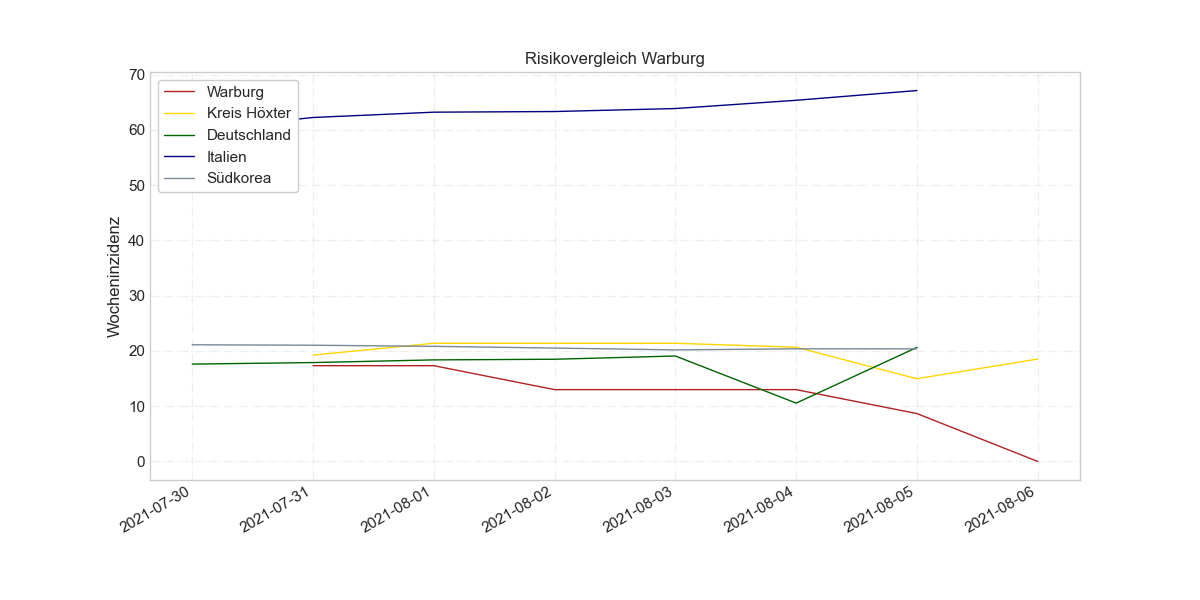 Risikovergleich Warburg
Wocheninzidenz
70
60
50
40
30
20
10
0
Warburg
Kreis Höxter
Deutschland
Italien
Südkorea
2021-07-30
2021-07-31
2021-08-01
2021-08-02
2021-08-03
2021-08-04
2021-08-05
2021-08-06